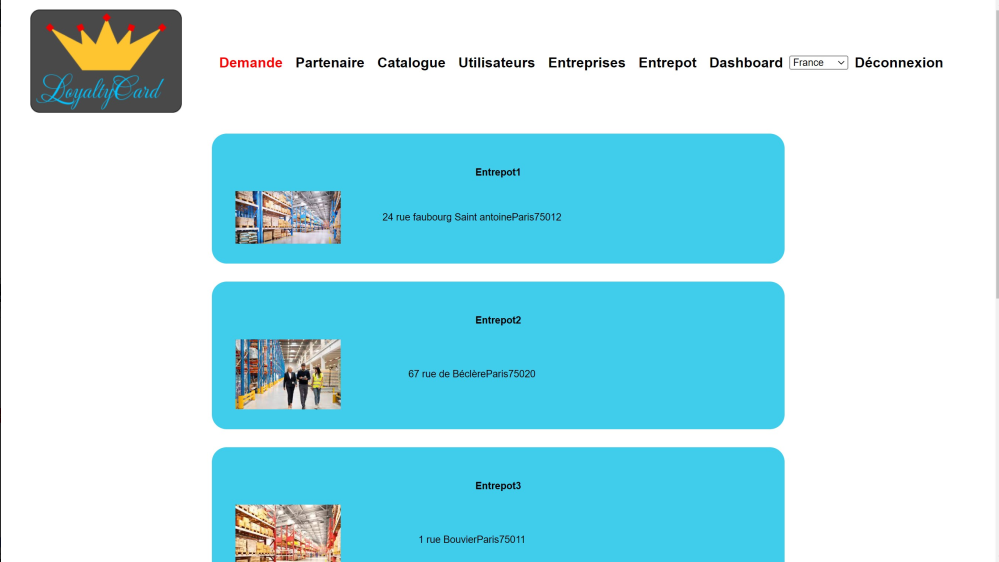 LoyaltyCard
Demande Partenaire Catalogue Utilisateurs Entreprises Entrepot Dashboard France Déconnexion
Entrepot1
24 rue faubourg Saint antoineParis75012
Entrepot2
67 rue de BéclèreParis75020
Entrepot3
1 rue BouvierParis75011